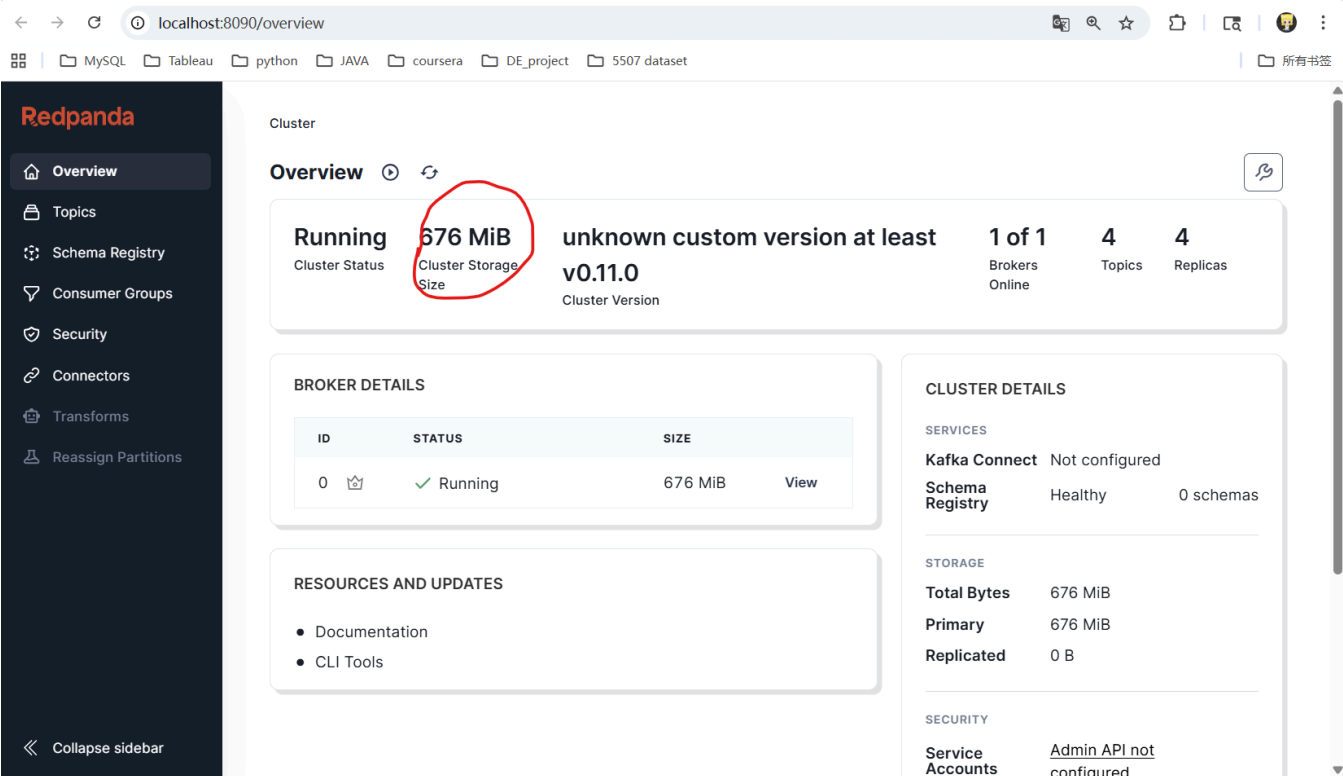 localhost:8090/overview
MySQL Tableau python JAVA coursera DE_project 5507 dataset 所有书签
Redpanda
Overview
Topics
Schema Registry
Consumer Groups
Security
Connectors
Transforms
Reassign Partitions
Collapse sidebar
Cluster
Overview
Running
Cluster Status
676 MiB
Cluster Storage
Size
unknown custom version at least
v0.11.0
Cluster Version
1 of 1
Brokers
Online
4
Topics
4
Replicas
BROKER DETAILS
ID STATUS SIZE
0 Running 676 MiB View
RESOURCES AND UPDATES
Documentation
CLI Tools
CLUSTER DETAILS
SERVICES
Kafka Connect Not configured
Schema
Registry Healthy 0 schemas
STORAGE
Total Bytes 676 MiB
Primary 676 MiB
Replicated 0 B
SECURITY
Service
Accounts
Admin API not
configured